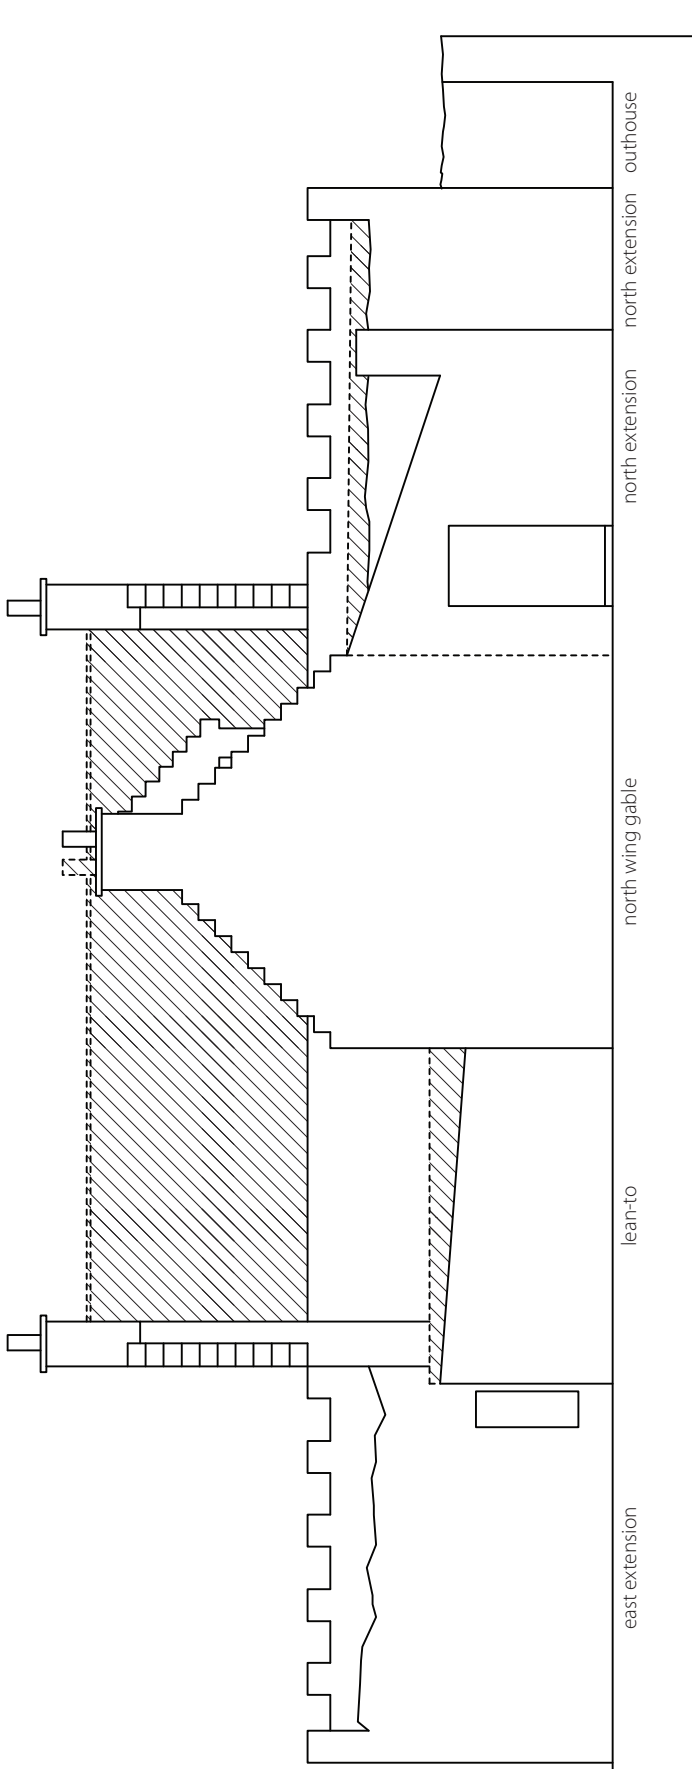 east extension
lean-to
north wing gable
north extension
north extension
outhouse